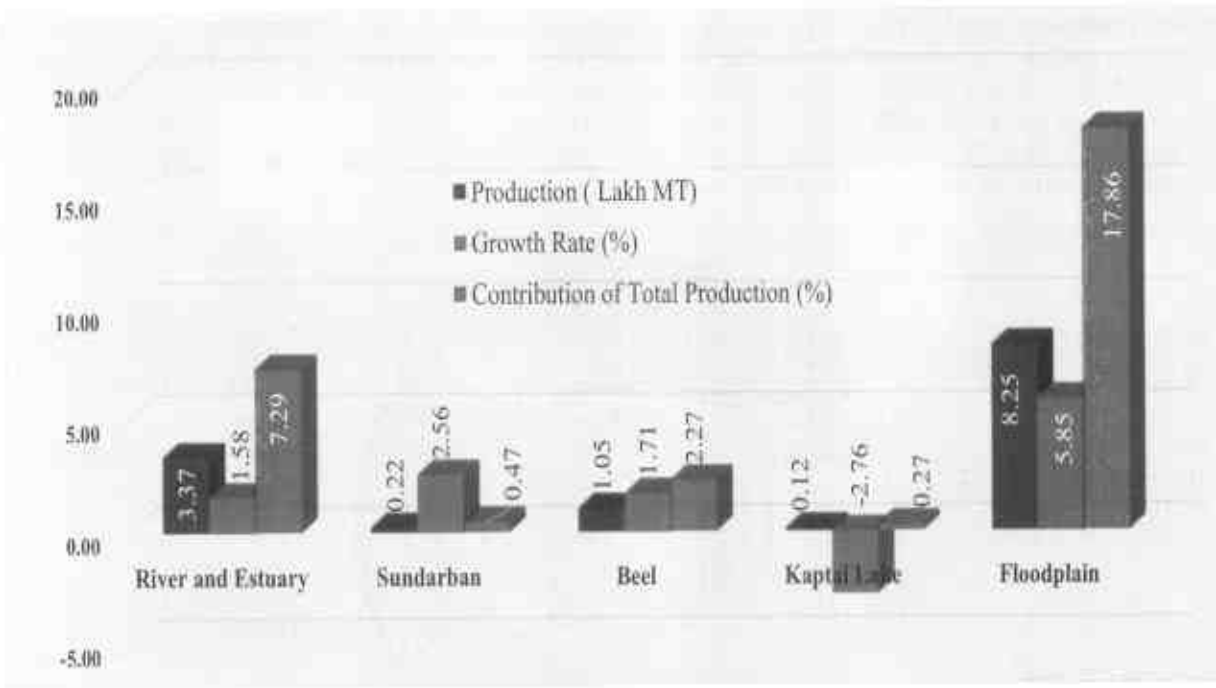 20.00
15.00
10.00
5.00
0.00
-5.00
Production ( Lakh MT)
Growth Rate (%)
Contribution of Total Production (%)
3.37
1.58
7.29
0.22
2.56
0.47
1.05
1.71
2.27
0.12
-2.76
0.27
8.25
5.85
17.86
River and Estuary
Sundarban
Beel
Kaptai Lake
Floodplain